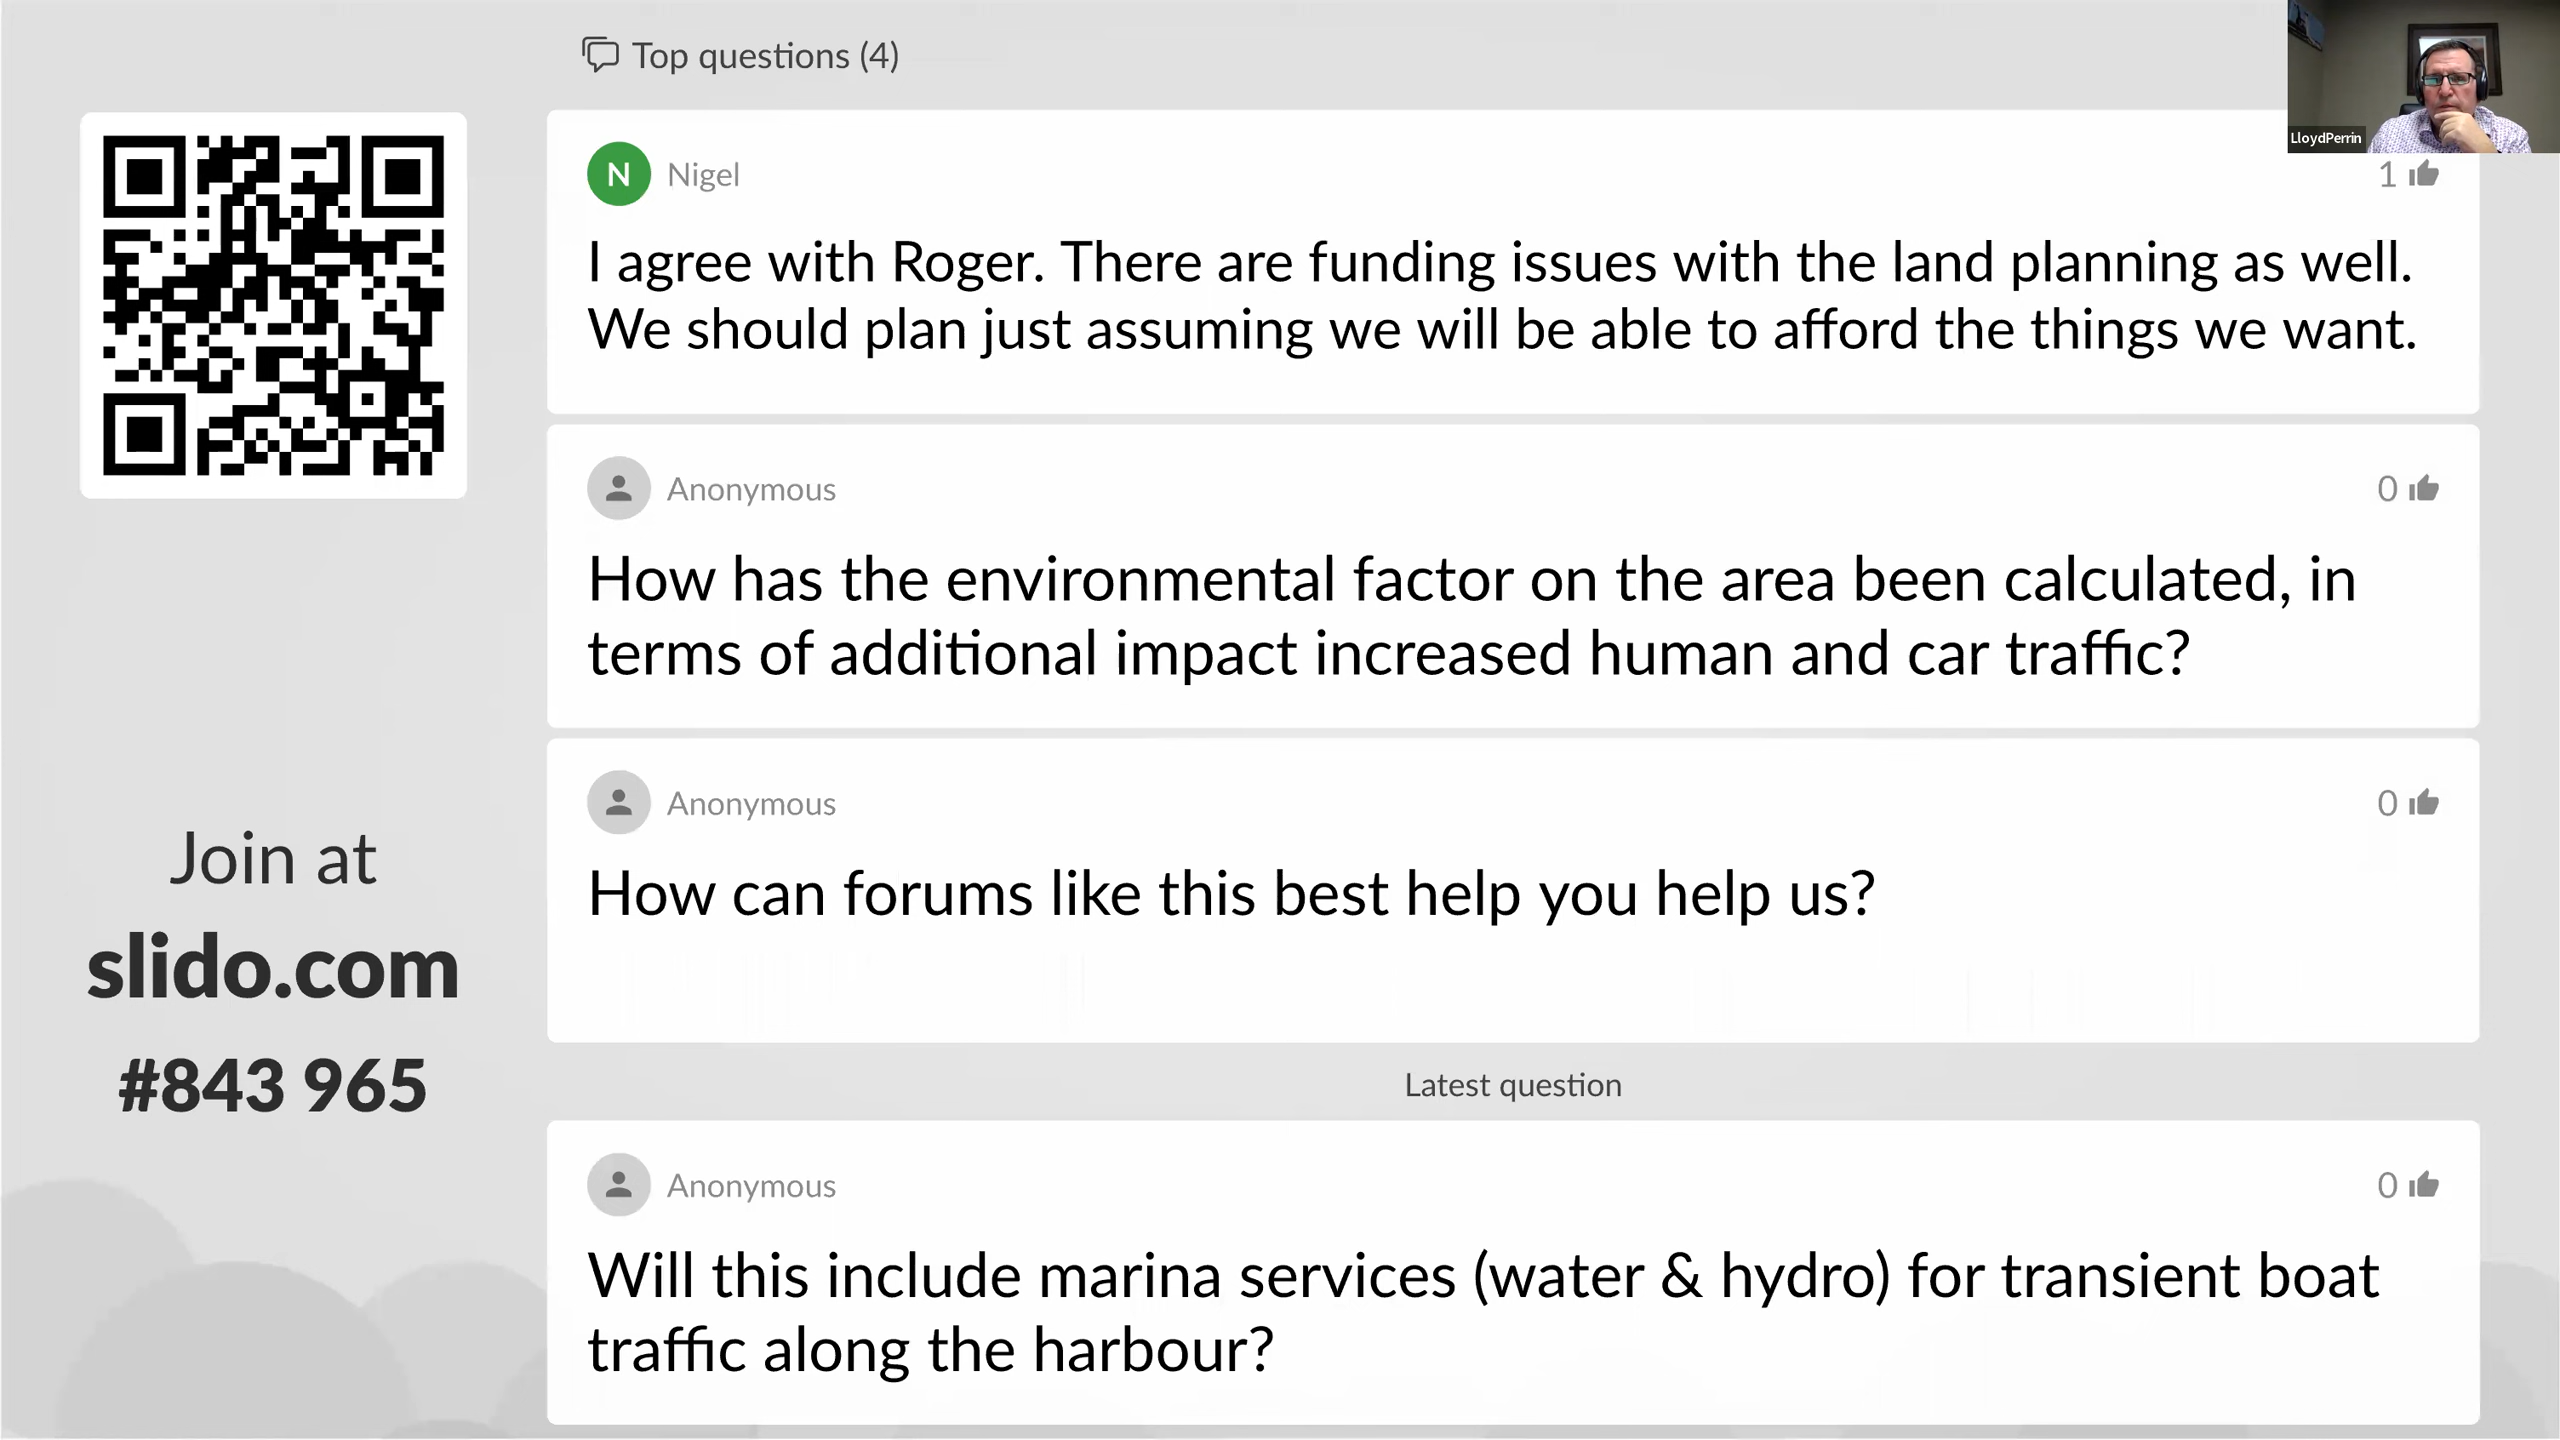 Top questions (4)
LloydPerrin
N
Nigel
1
I agree with Roger. There are funding issues with the land planning as well.
We should plan just assuming we will be able to afford the things we want.
Anonymous
0
How has the environmental factor on the area been calculated, in
terms of additional impact increased human and car traffic?
Anonymous
0
How can forums like this best help you help us?
Join at
slido.com
#843 965
Latest question
Anonymous
0
Will this include marina services (water & hydro) for transient boat
traffic along the harbour?